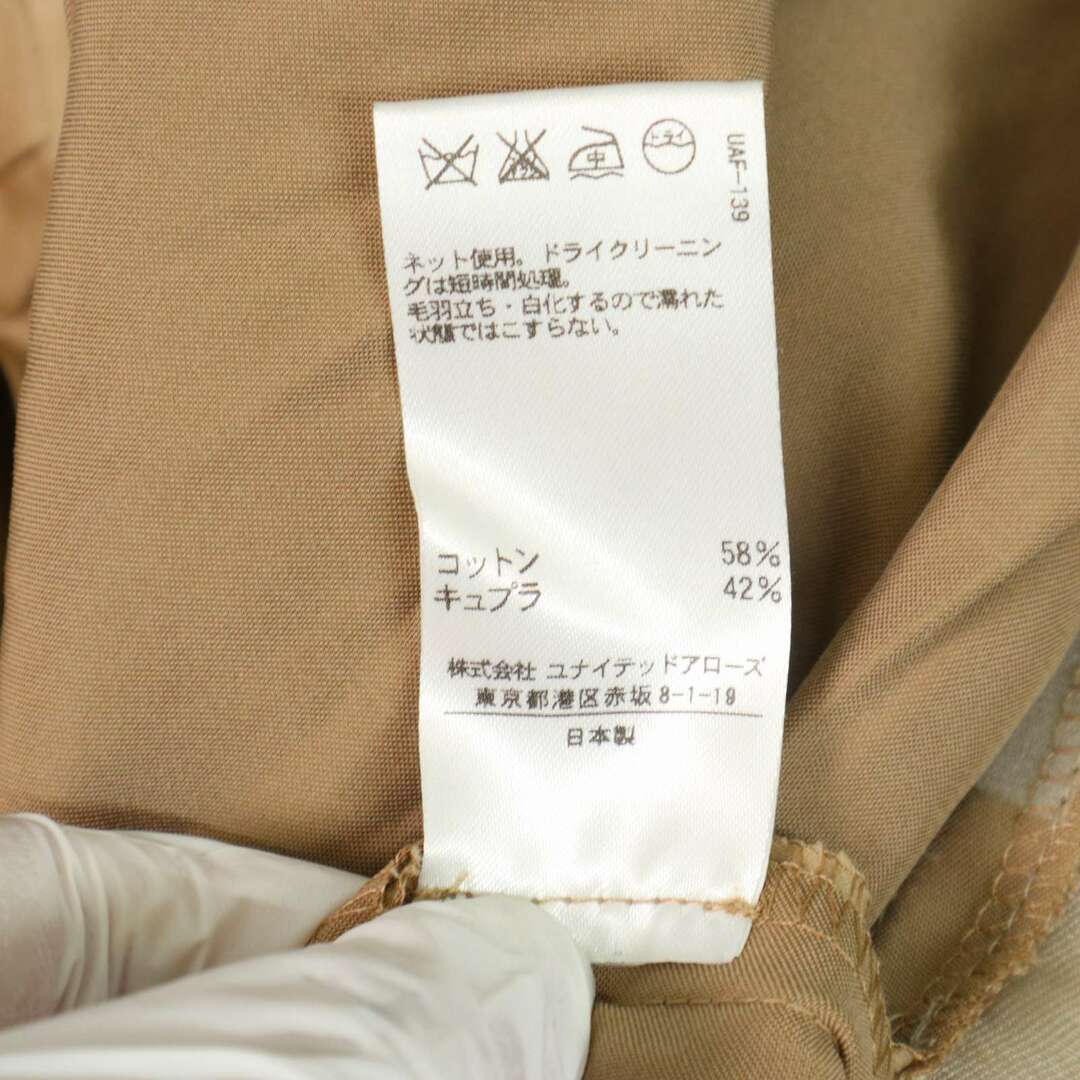 中
ドライ
UAF-139
ネット使用。ドライクリーニン
グは短時間処理。
毛羽立ち・白化するので濡れた
状態ではこすらない。
コットン 58%
キュプラ 42%
株式会社 ユナイテッドアローズ
東京都港区赤坂8-1-19
日本製